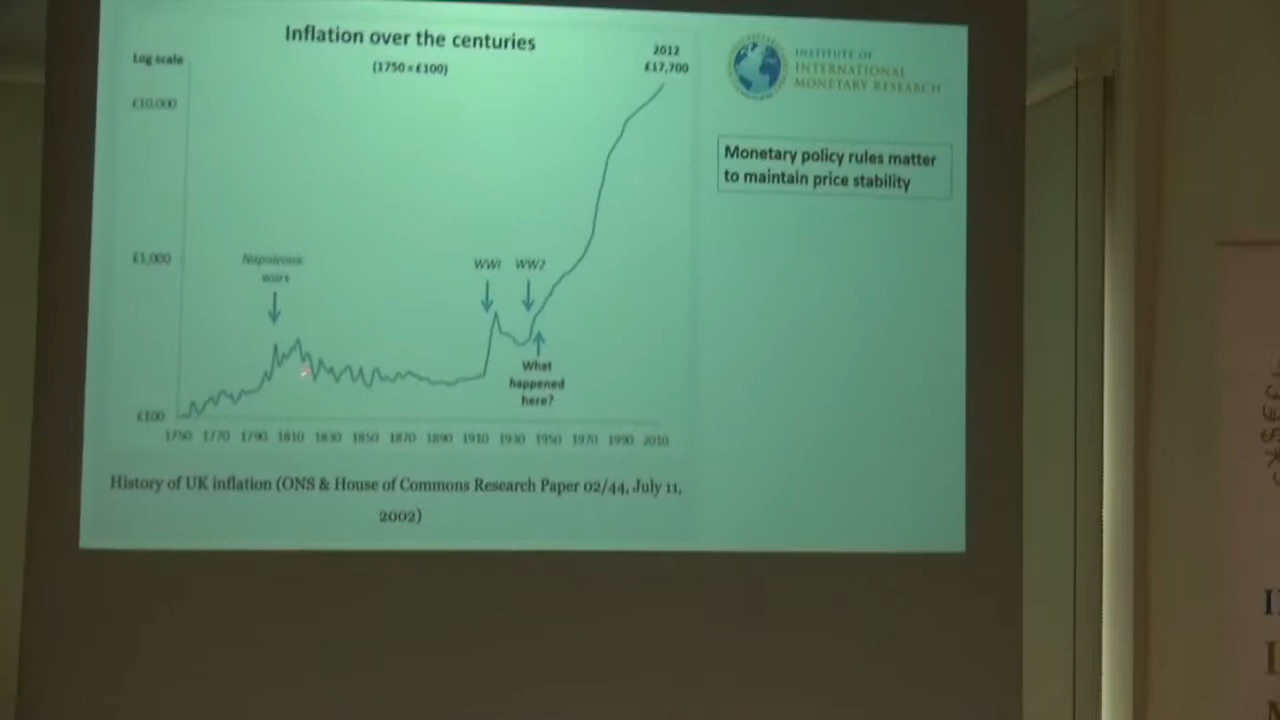 Inflation over the centuries
(1750=£100)
Log scale
2012
£17,700
£10,000
£1,000
£100
Napoleonic
wars
WW1 WW2
What
happened
here?
1750 1770 1790 1810 1830 1850 1870 1890 1910 1930 1950 1970 1990 2010
History of UK inflation (ONS & House of Commons Research Paper 02/44, July 11,
2002)
INSTITUTE OF
INTERNATIONAL
MONETARY RESEARCH
Monetary policy rules matter
to maintain price stability